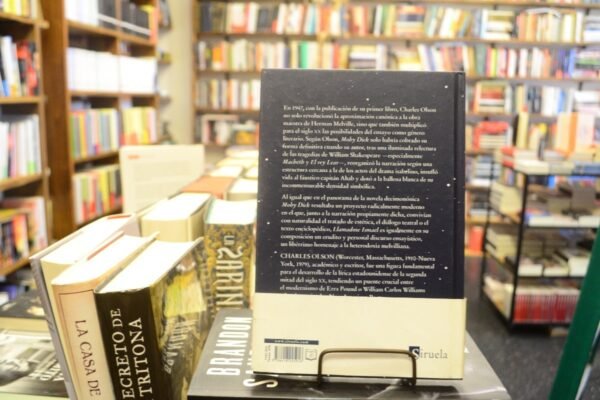 En 1947, con la publicación de su primer libro, Charles Olson
no solo revolucionó la aproximación canónica a la obra
maestra de Herman Melville, sino que también multiplicó
para el siglo XX las posibilidades del ensayo como género
literario. Según Olson, Moby Dick solo habría cobrado su
forma definitiva cuando su autor, tras una iluminada relectura
de las tragedias de William Shakespeare —especialmente
Macbeth y El rey Lear—, reorganizó la narración según una
estructura cercana a la de los actos del drama isabelino, insufló
vida al fáustico capitán Ahab y dotó a la ballena blanca de su
inconmensurable densidad simbólica.
Al igual que en el panorama de la novela decimonónica
Moby Dick resultaba un proyecto radicalmente moderno
en el que, junto a la narración propiamente dicha, convivían
con naturalidad el tratado de estética, el diálogo teatral o el
texto enciclopédico, Llamadme Ismael es igualmente en su
composición un erudito y personal discurso ensayístico,
un libérrimo homenaje a la heterodoxia melvilliana.
CHARLES OLSON (Worcester, Massachusetts, 1910-Nueva
York, 1970), académico y escritor, fue una figura fundamental
para el desarrollo de la lírica estadounidense de la segunda
mitad del siglo XX, tendiendo un puente crucial entre
el modernismo de Ezra Pound o William Carlos Williams
www.siruela.com
Siruela
LA CASA DE
SECRETO DE
TRITONA
BRANDON